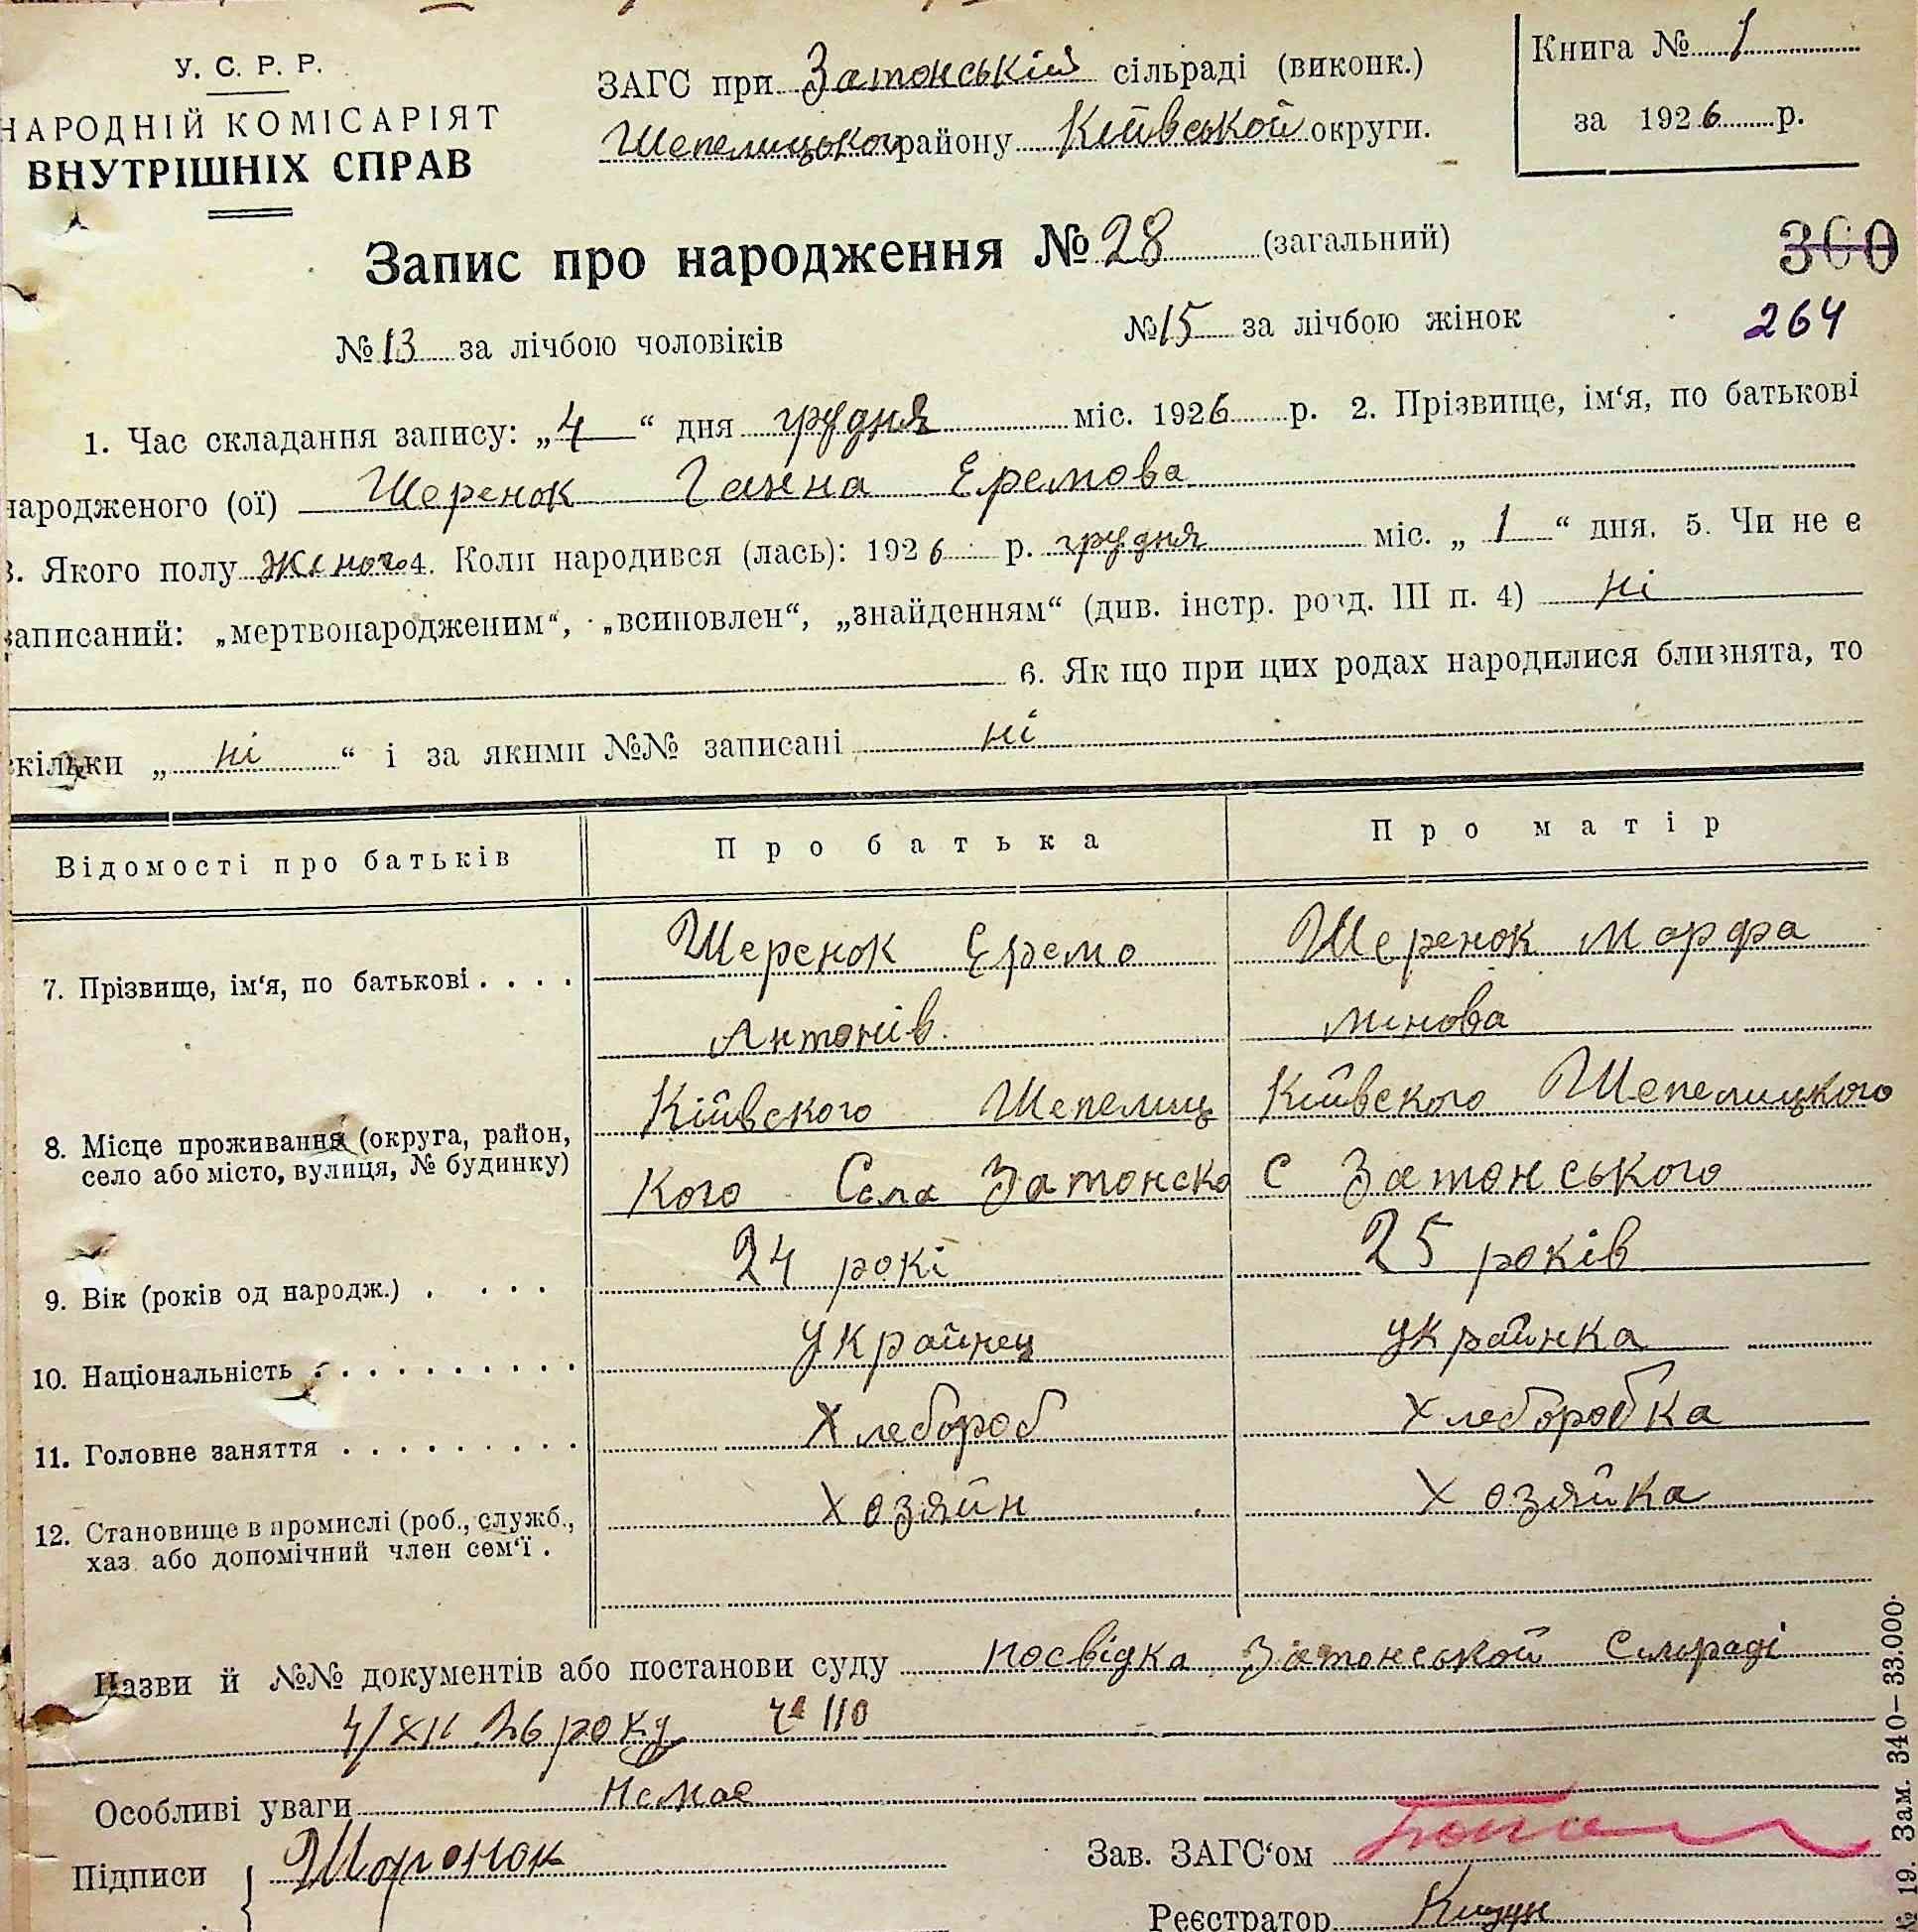 У. С. Р. Р.
НАРОДНІЙ КОМІСАРІЯТ
ВНУТРІШНІХ СПРАВ
ЗАГС при Затонській сільраді (виконк.)
Шепелицького району Київськой округи.
Книга № 1
за 1926 р.
Запис про народження № 28 (загальний)
300
№ 13 за лічбою чоловіків
№ 15 за лічбою жінок
264
1. Час складання запису: „4“ дня грудня міс. 1926 р. 2. Прізвище, ім‘я, по батькові
народженого (ої) Шеренок Ганна Еремова
3. Якого полу женого 4. Коли народився (лась): 1926 р. грудня міс. „1“ дня. 5. Чи не є
записаний: „мертвонародженим“, „всиновлен“, „знайденням“ (див. інстр. розд. III п. 4) ні
6. Як що при цих родах народилися близнята, то
скільки „ні“ і за якими №№ записані ні
Відомості про батьків
Про батька
Про матір
7. Прізвище, ім‘я, по батькові . . . .
Шеренок Еремо
Антонів.
Шеренок Марфа
Минова
8. Місце проживання (округа, район,
село або місто, вулиця, № будинку)
Київского Шепелиц
кого Села Затонско
Київского Шепелицкого
С Затонського
9. Вік (років од народж.) . . . .
24 рокі
25 років
10. Національність . . . . . . . . . .
Украйнец
Украйнка
11. Головне заняття . . . . . . . . . .
Хлебороб
Хлеборобка
12. Становище в промислі (роб., служб.,
хаз. або допомічний член сем‘ї .
Хозяйн
Хозяйка
Назви й №№ документів або постанови суду посвідка Затонськой Сильраді
4/XII 26 року ч 110
Особливі уваги Немае
Підписи
Шоронок
Зав. ЗАГС‘ом
Реєстратор
№ 19. Зам. 340–33.000.